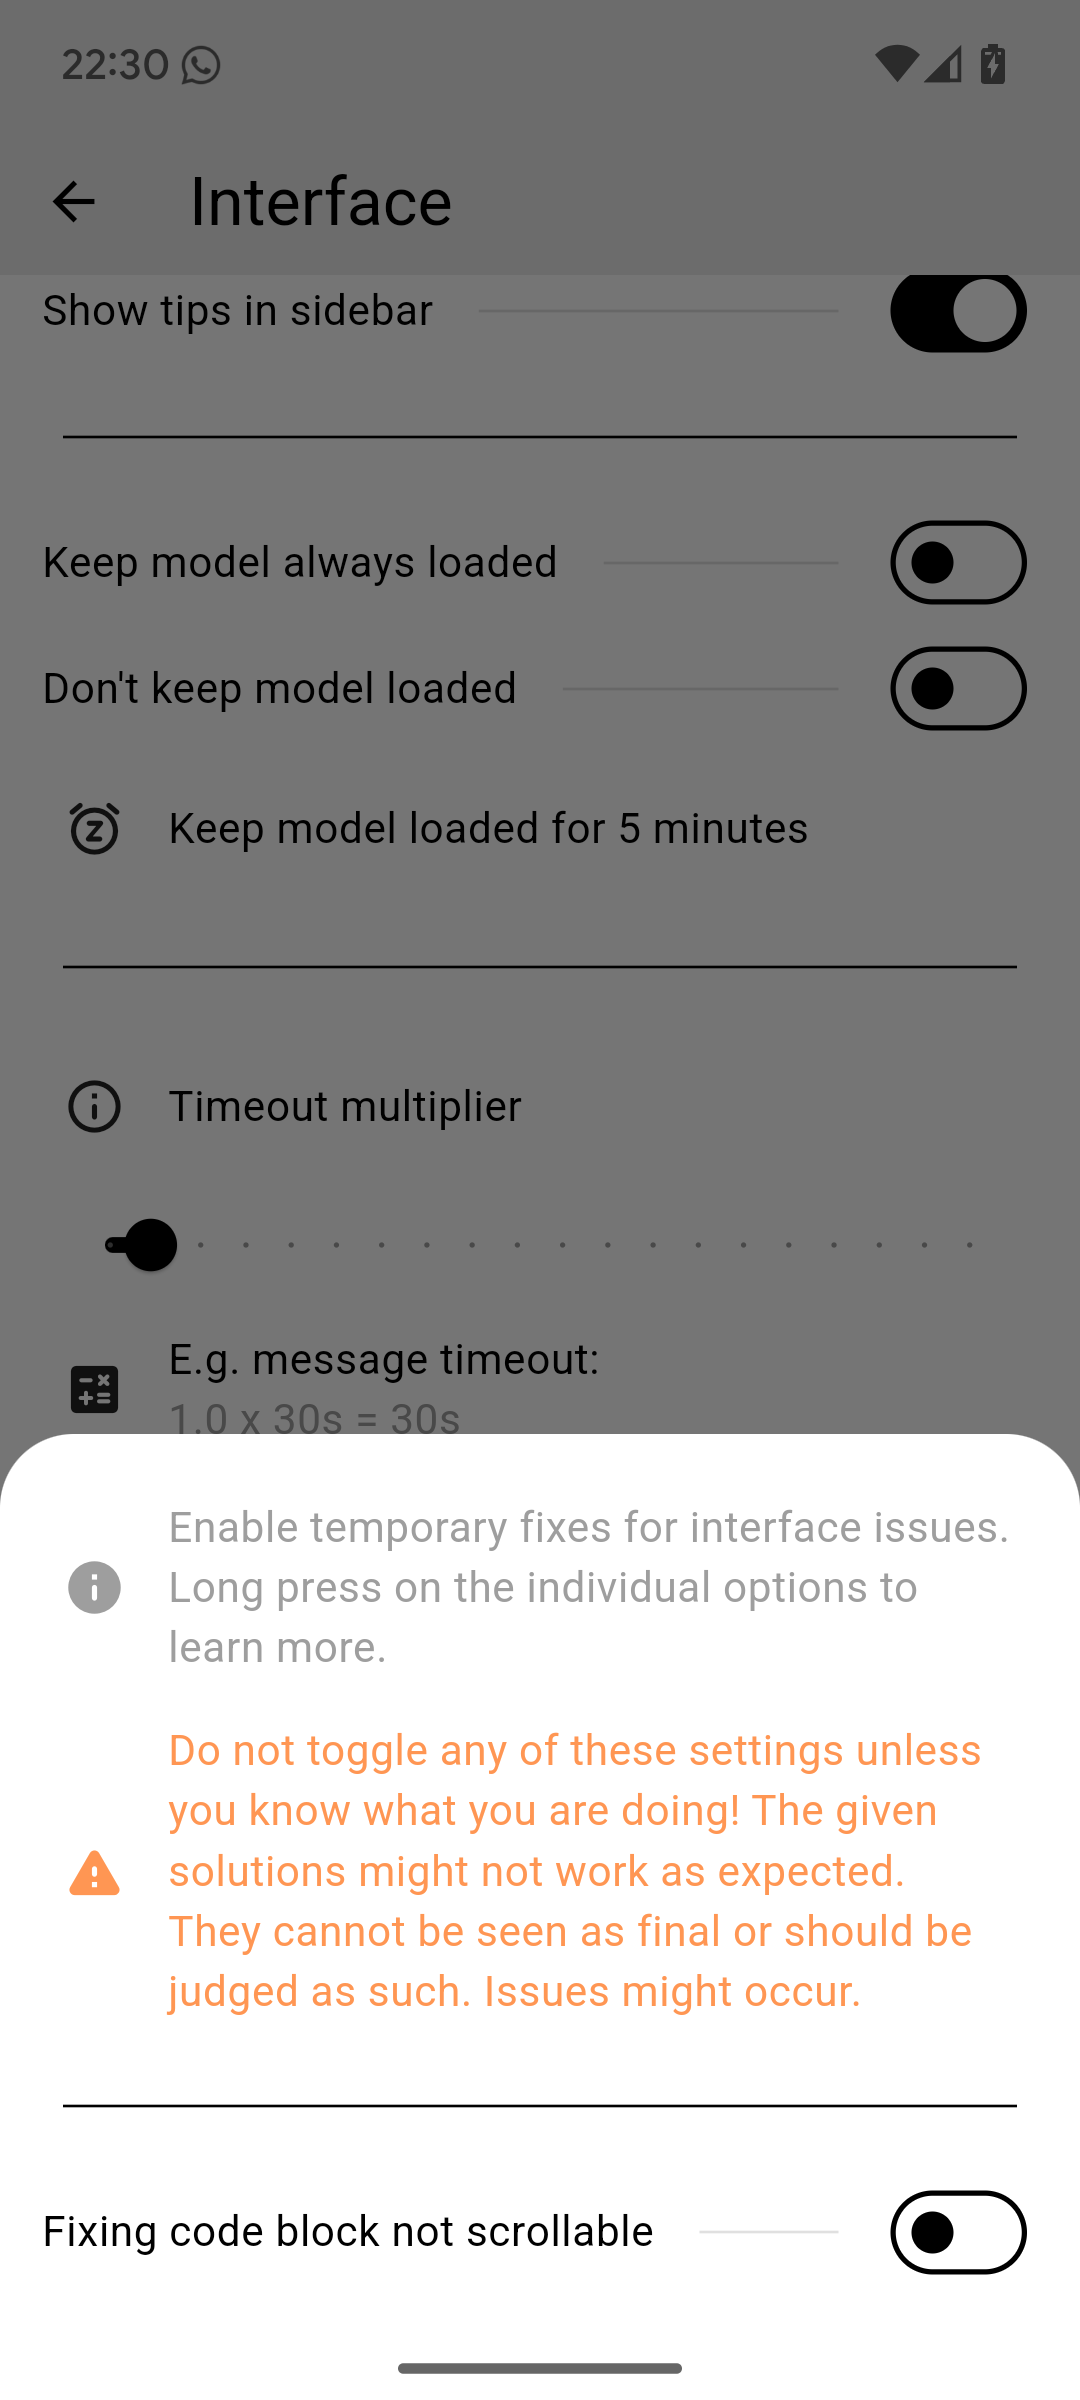 22:30
Interface
Show tips in sidebar
Keep model always loaded
Don't keep model loaded
Keep model loaded for 5 minutes
Timeout multiplier
E.g. message timeout:
1.0 x 30s = 30s
Enable temporary fixes for interface issues.
Long press on the individual options to
learn more.
Do not toggle any of these settings unless
you know what you are doing! The given
solutions might not work as expected.
They cannot be seen as final or should be
judged as such. Issues might occur.
Fixing code block not scrollable